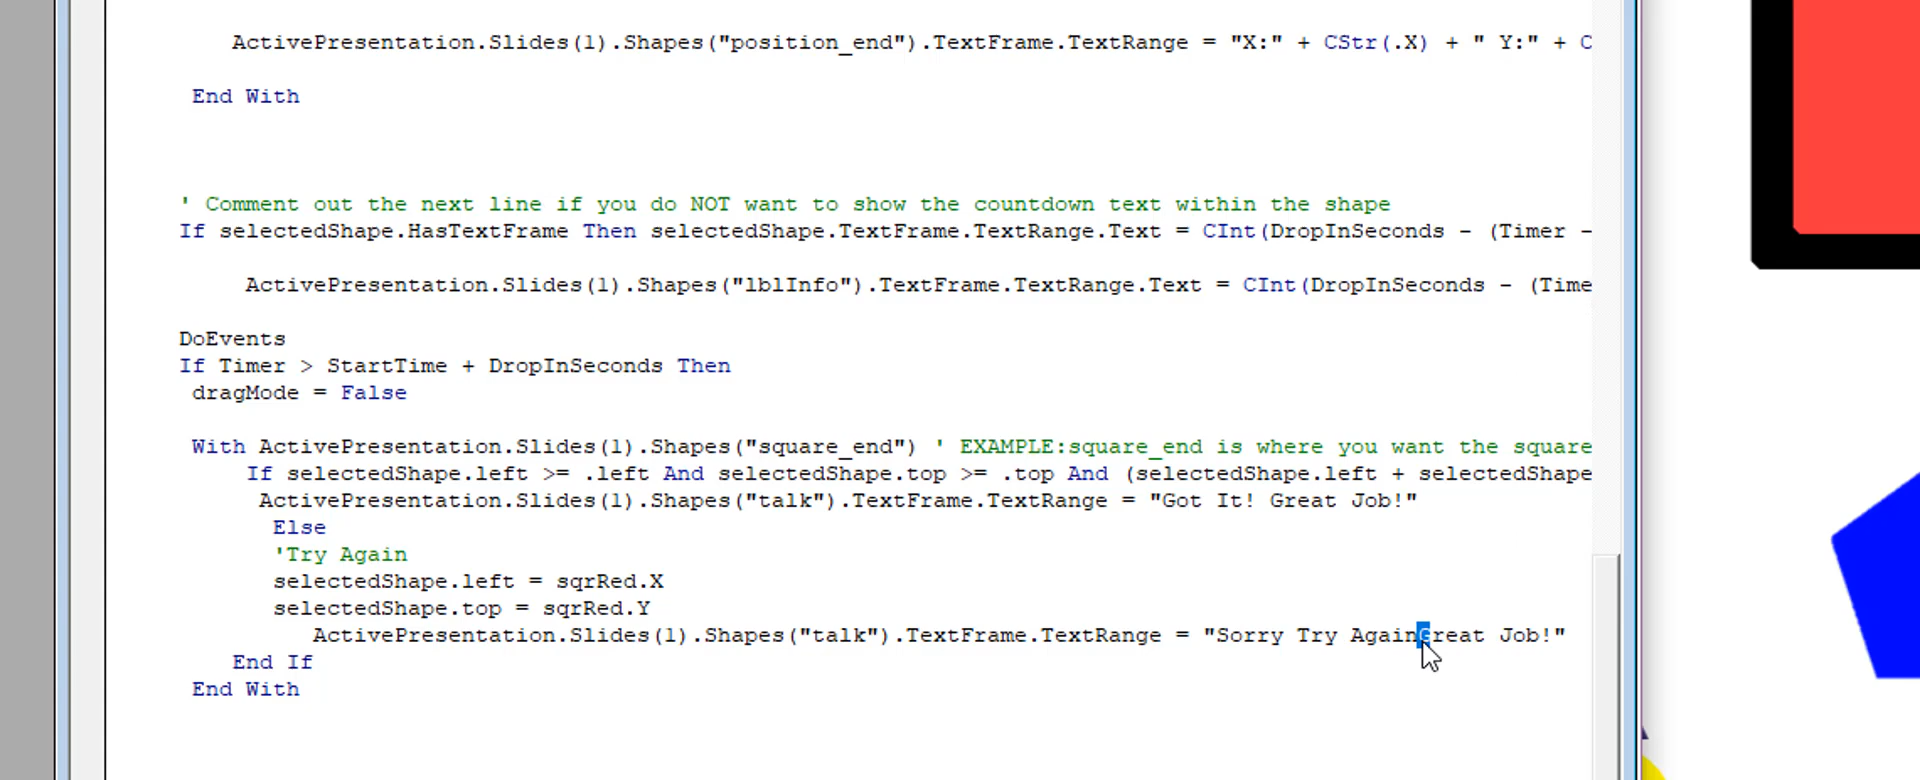 ActivePresentation.Slides(1).Shapes("position_end").TextFrame.TextRange = "X:" + CStr(.X) + " Y:" + C
End With
' Comment out the next line if you do NOT want to show the countdown text within the shape
If selectedShape.HasTextFrame Then selectedShape.TextFrame.TextRange.Text = CInt(DropInSeconds - (Timer -
ActivePresentation.Slides(1).Shapes("lblInfo").TextFrame.TextRange.Text = CInt(DropInSeconds - (Time
DoEvents
If Timer > StartTime + DropInSeconds Then
dragMode = False
With ActivePresentation.Slides(1).Shapes("square_end") ' EXAMPLE:square_end is where you want the square
If selectedShape.left >= .left And selectedShape.top >= .top And (selectedShape.left + selectedShape
ActivePresentation.Slides(1).Shapes("talk").TextFrame.TextRange = "Got It! Great Job!"
Else
'Try Again
selectedShape.left = sqrRed.X
selectedShape.top = sqrRed.Y
ActivePresentation.Slides(1).Shapes("talk").TextFrame.TextRange = "Sorry Try AgainGreat Job!"
End If
End With